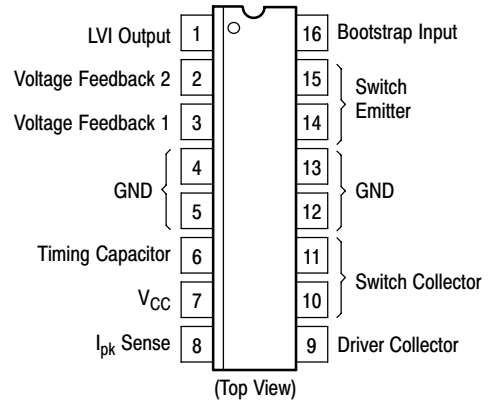 LVI Output 1 16 Bootstrap Input
Voltage Feedback 2 2 15 Switch
Emitter
Voltage Feedback 1 3 14
GND 4 13 GND
5 12
Timing Capacitor 6 11 Switch Collector
VCC 7 10
Ipk Sense 8 9 Driver Collector
(Top View)